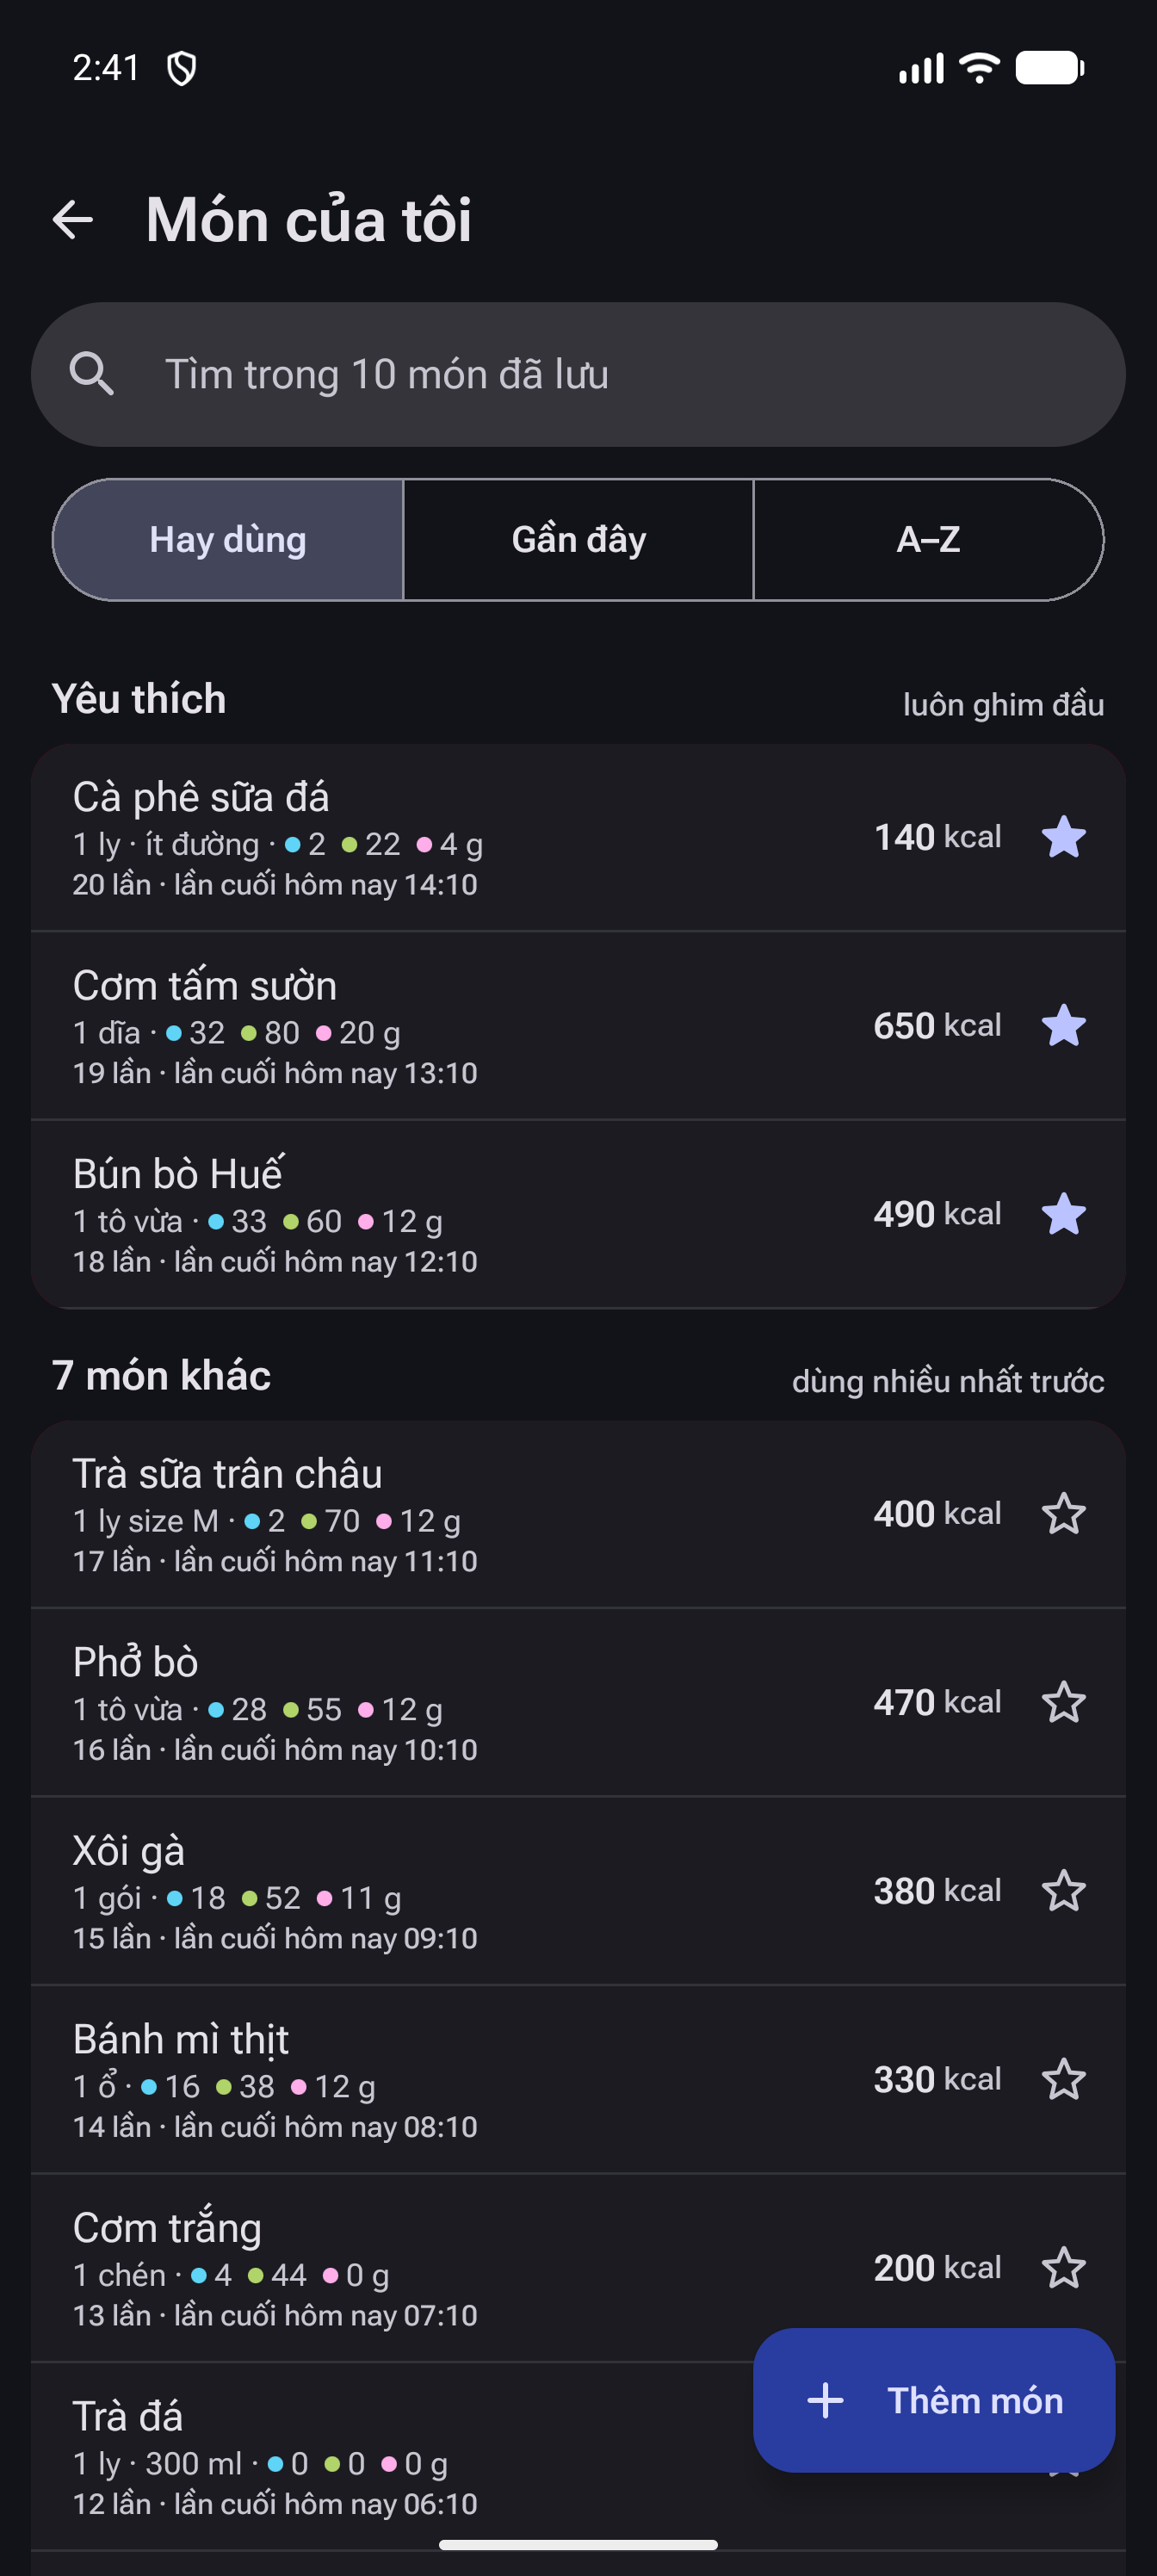 2:41
Món của tôi
Tìm trong 10 món đã lưu
Hay dùng
Gần đây
A–Z
Yêu thích
luôn ghim đầu
Cà phê sữa đá
1 ly · ít đường · 2 22 4 g
20 lần · lần cuối hôm nay 14:10
140 kcal
Cơm tấm sườn
1 dĩa · 32 80 20 g
19 lần · lần cuối hôm nay 13:10
650 kcal
Bún bò Huế
1 tô vừa · 33 60 12 g
18 lần · lần cuối hôm nay 12:10
490 kcal
7 món khác
dùng nhiều nhất trước
Trà sữa trân châu
1 ly size M · 2 70 12 g
17 lần · lần cuối hôm nay 11:10
400 kcal
Phở bò
1 tô vừa · 28 55 12 g
16 lần · lần cuối hôm nay 10:10
470 kcal
Xôi gà
1 gói · 18 52 11 g
15 lần · lần cuối hôm nay 09:10
380 kcal
Bánh mì thịt
1 ổ · 16 38 12 g
14 lần · lần cuối hôm nay 08:10
330 kcal
Cơm trắng
1 chén · 4 44 0 g
13 lần · lần cuối hôm nay 07:10
200 kcal
Trà đá
1 ly · 300 ml · 0 0 0 g
12 lần · lần cuối hôm nay 06:10
Thêm món